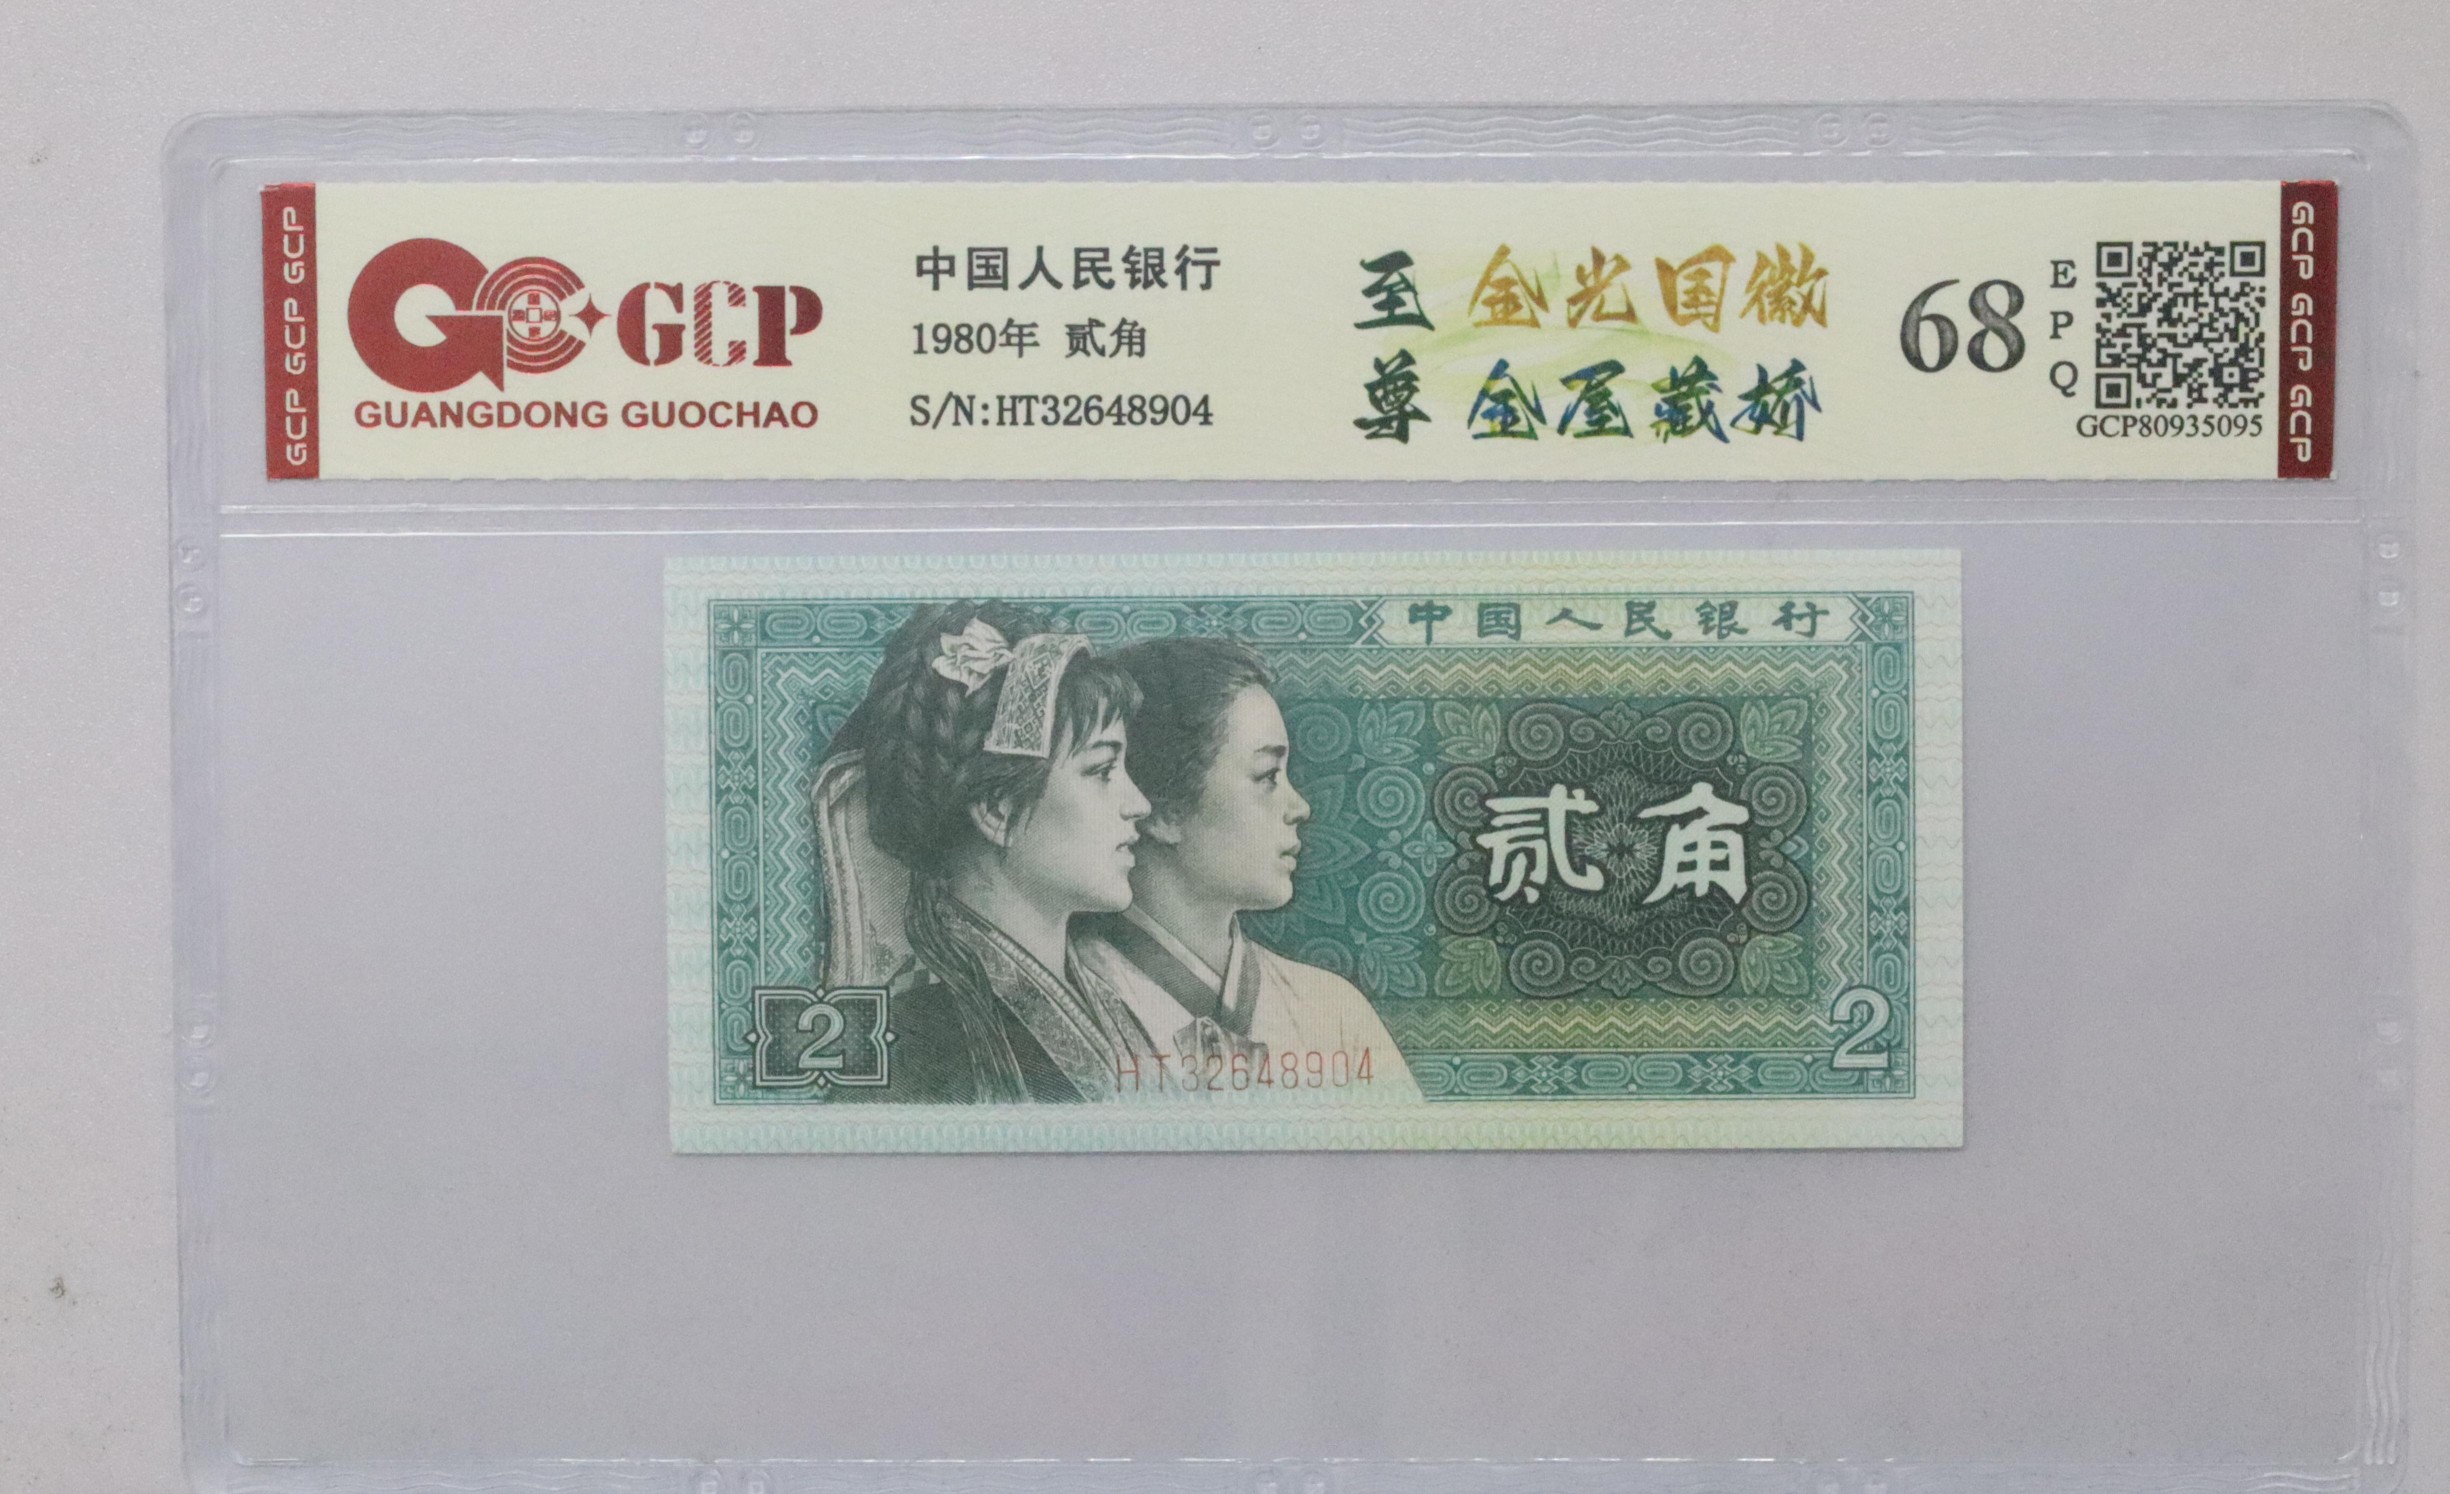 GCP GCP GCP
GCP
GUANGDONG GUOCHAO
中国人民银行
1980年 贰角
S/N:HT32648904
至尊
金光国徽
金屋藏娇
68
EPQ
GCP80935095
GCP GCP GCP
中国人民银行
贰角
2
2
HT32648904